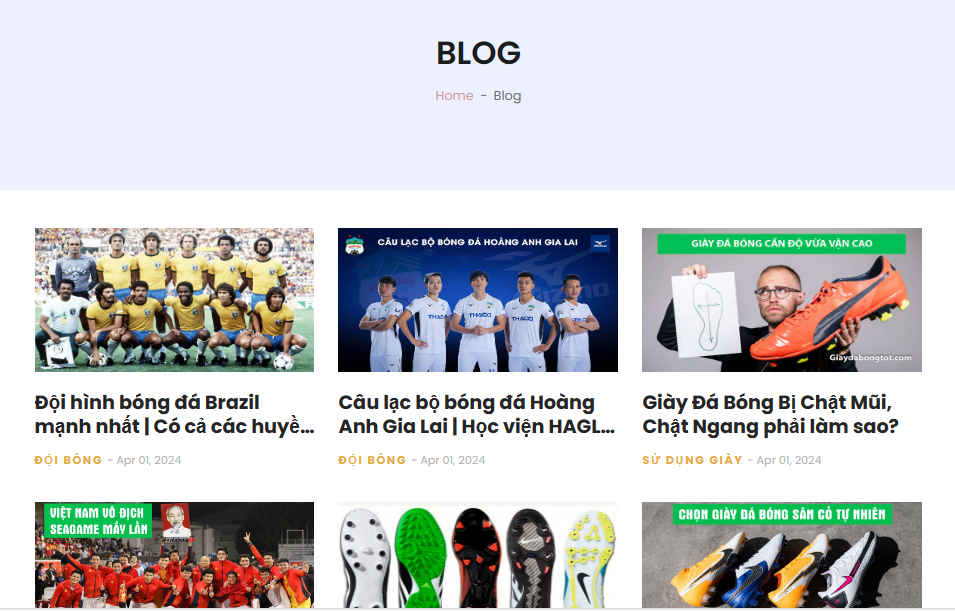 BLOG
Home - Blog
CÂU LẠC BỘ BÓNG ĐÁ HOÀNG ANH GIA LAI
THACO
THACO
THACO
GIÀY ĐÁ BÓNG CẦN ĐỘ VỪA VẶN CAO
Giaydabongtot.com
Đội hình bóng đá Brazil
mạnh nhất | Có cả các huyề...
ĐỘI BÓNG - Apr 01, 2024
Câu lạc bộ bóng đá Hoàng
Anh Gia Lai | Học viện HAGL...
ĐỘI BÓNG - Apr 01, 2024
Giày Đá Bóng Bị Chật Mũi,
Chật Ngang phải làm sao?
SỬ DỤNG GIÀY - Apr 01, 2024
VIỆT NAM VÔ ĐỊCH
SEAGAME MẤY LẦN
CHỌN GIÀY ĐÁ BÓNG SÂN CỎ TỰ NHIÊN